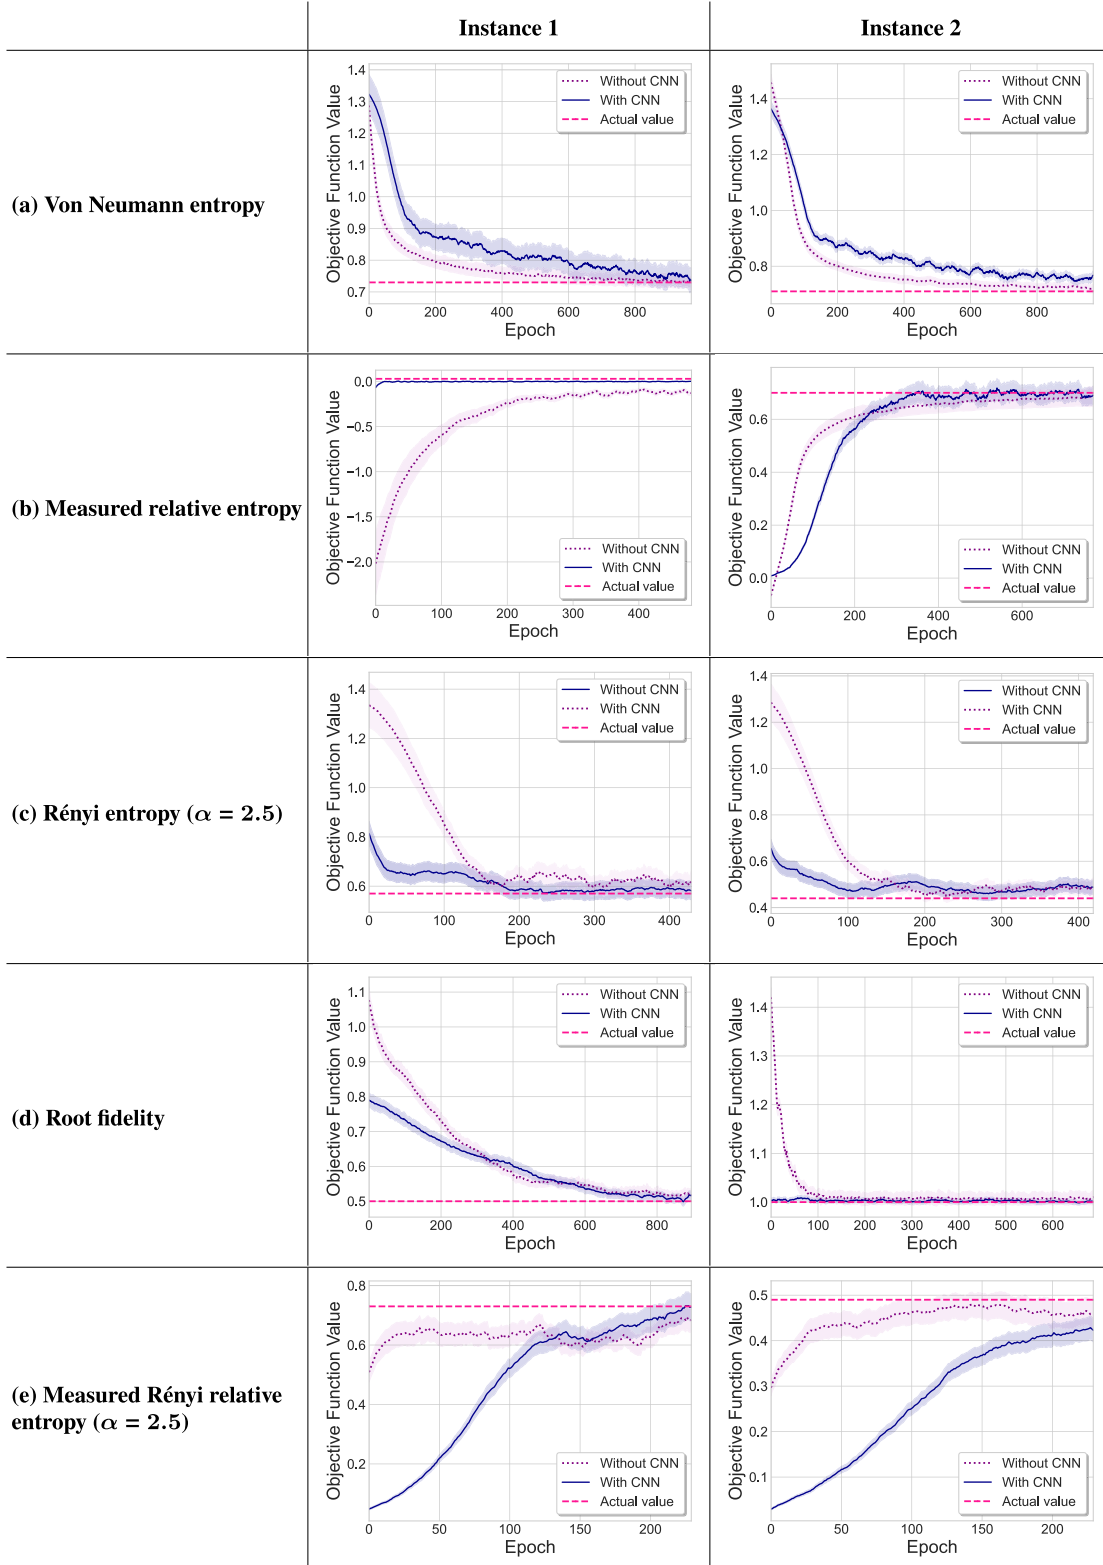 Instance 1
Instance 2
(a) Von Neumann entropy
Objective Function Value
1.4
1.3
1.2
1.1
1.0
0.9
0.8
0.7
0
200
400
600
800
Epoch
Without CNN
With CNN
Actual value
Objective Function Value
1.4
1.2
1.0
0.8
0
200
400
600
800
Epoch
Without CNN
With CNN
Actual value
(b) Measured relative entropy
Objective Function Value
0.0
−0.5
−1.0
−1.5
−2.0
0
100
200
300
400
Epoch
Without CNN
With CNN
Actual value
Objective Function Value
0.6
0.4
0.2
0.0
0
200
400
600
Epoch
Without CNN
With CNN
Actual value
(c) Rényi entropy (α = 2.5)
Objective Function Value
1.4
1.2
1.0
0.8
0.6
0
100
200
300
400
Epoch
Without CNN
With CNN
Actual value
Objective Function Value
1.4
1.2
1.0
0.8
0.6
0.4
0
100
200
300
400
Epoch
Without CNN
With CNN
Actual value
(d) Root fidelity
Objective Function Value
1.1
1.0
0.9
0.8
0.7
0.6
0.5
0
200
400
600
800
Epoch
Without CNN
With CNN
Actual value
Objective Function Value
1.4
1.3
1.2
1.1
1.0
0
100
200
300
400
500
600
Epoch
Without CNN
With CNN
Actual value
(e) Measured Rényi relative
entropy (α = 2.5)
Objective Function Value
0.8
0.6
0.4
0.2
0
50
100
150
200
Epoch
Without CNN
With CNN
Actual value
Objective Function Value
0.5
0.4
0.3
0.2
0.1
0
50
100
150
200
Epoch
Without CNN
With CNN
Actual value